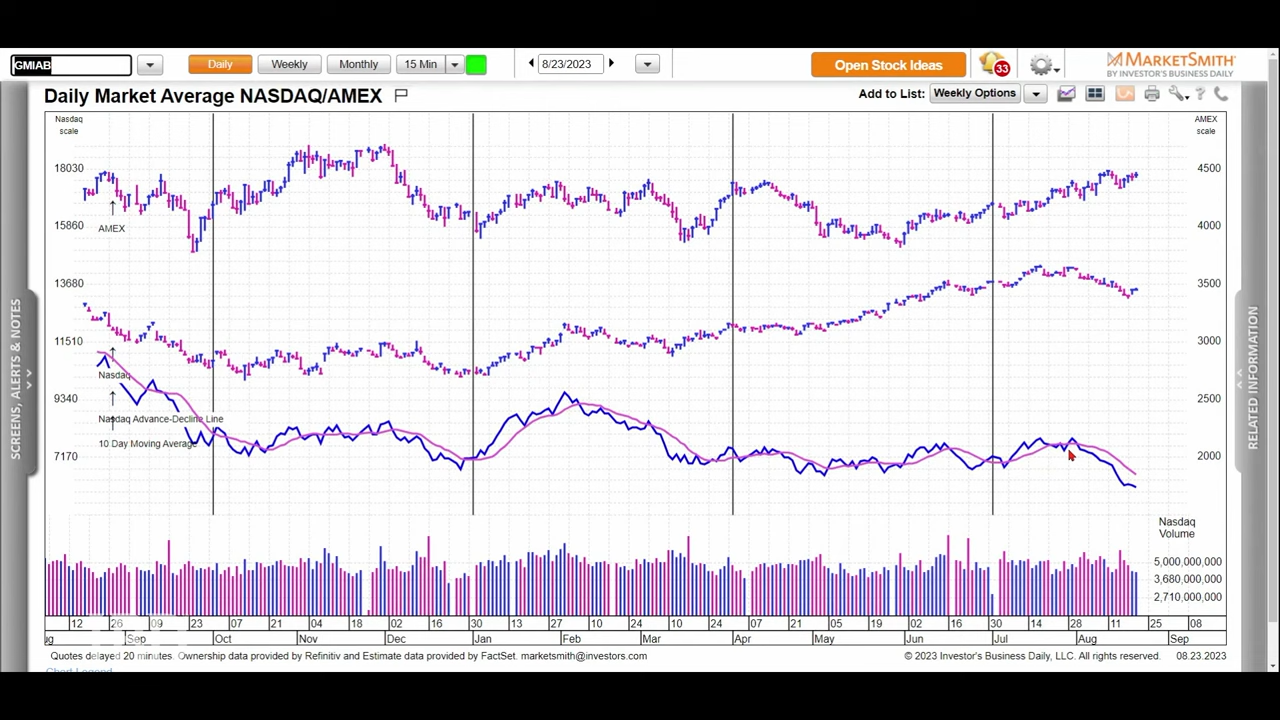 GMIAB Daily Weekly Monthly 15 Min 8/23/2023 Open Stock Ideas 33 MARKETSMITH
BY INVESTOR'S BUSINESS DAILY
Daily Market Average NASDAQ/AMEX Add to List: Weekly Options
Nasdaq scale AMEX scale
18030 4500
15860 4000
AMEX
13680 3500
11510 3000
Nasdaq
9340 2500
Nasdaq Advance-Decline Line
10 Day Moving Average
7170 2000
Nasdaq Volume
5,000,000,000
3,680,000,000
2,710,000,000
12 26 09 23 07 21 04 18 02 16 30 13 27 10 24 10 24 07 21 05 19 02 16 30 14 28 11 25 08
ug Sep Oct Nov Dec Jan Feb Mar Apr May Jun Jul Aug Sep
Quotes delayed 20 minutes. Ownership data provided by Refinitiv and Estimate data provided by FactSet. marketsmith@investors.com © 2023 Investor's Business Daily, LLC. All rights reserved. 08.23.2023
Chart Legend
SCREENS, ALERTS & NOTES
RELATED INFORMATION